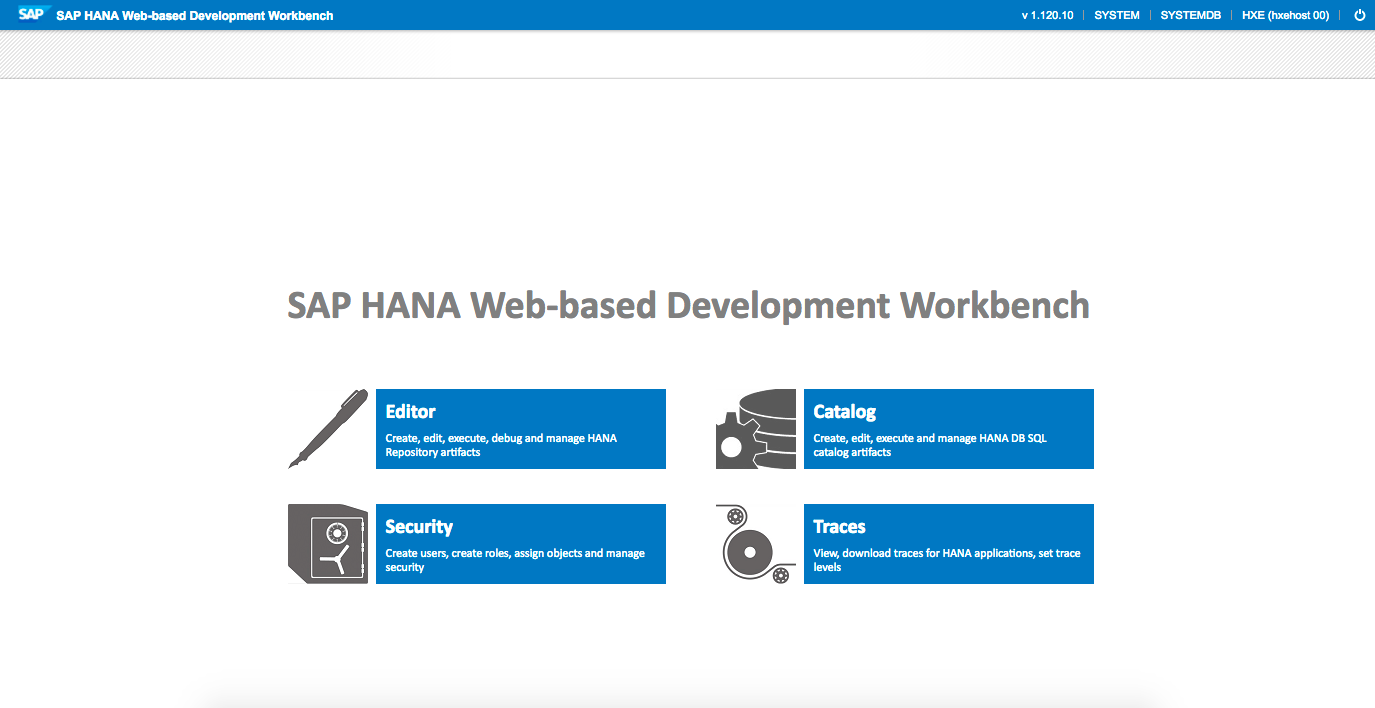 SAP SAP HANA Web-based Development Workbench v 1.120.10 SYSTEM SYSTEMDB HXE (hxehost 00)
SAP HANA Web-based Development Workbench
Editor
Create, edit, execute, debug and manage HANA
Repository artifacts
Catalog
Create, edit, execute and manage HANA DB SQL
catalog artifacts
Security
Create users, create roles, assign objects and manage
security
Traces
View, download traces for HANA applications, set trace
levels